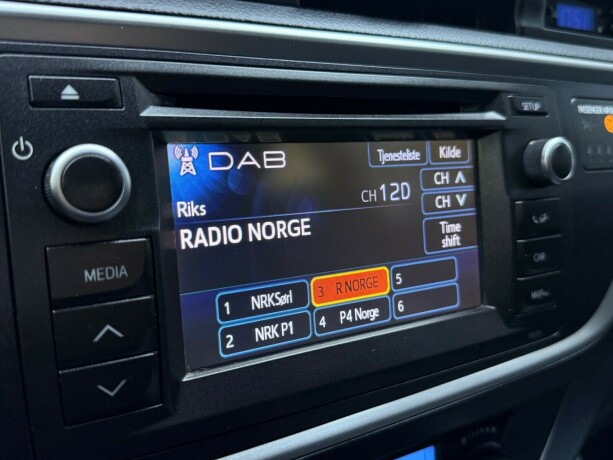 SETUP
DAB
Tjenesteliste
Kilde
CH 12D
CH
CH
Riks
RADIO NORGE
Time
shift
MEDIA
CAR
1 NRKSørl
3 R NORGE
5
2 NRK P1
4 P4 Norge
6